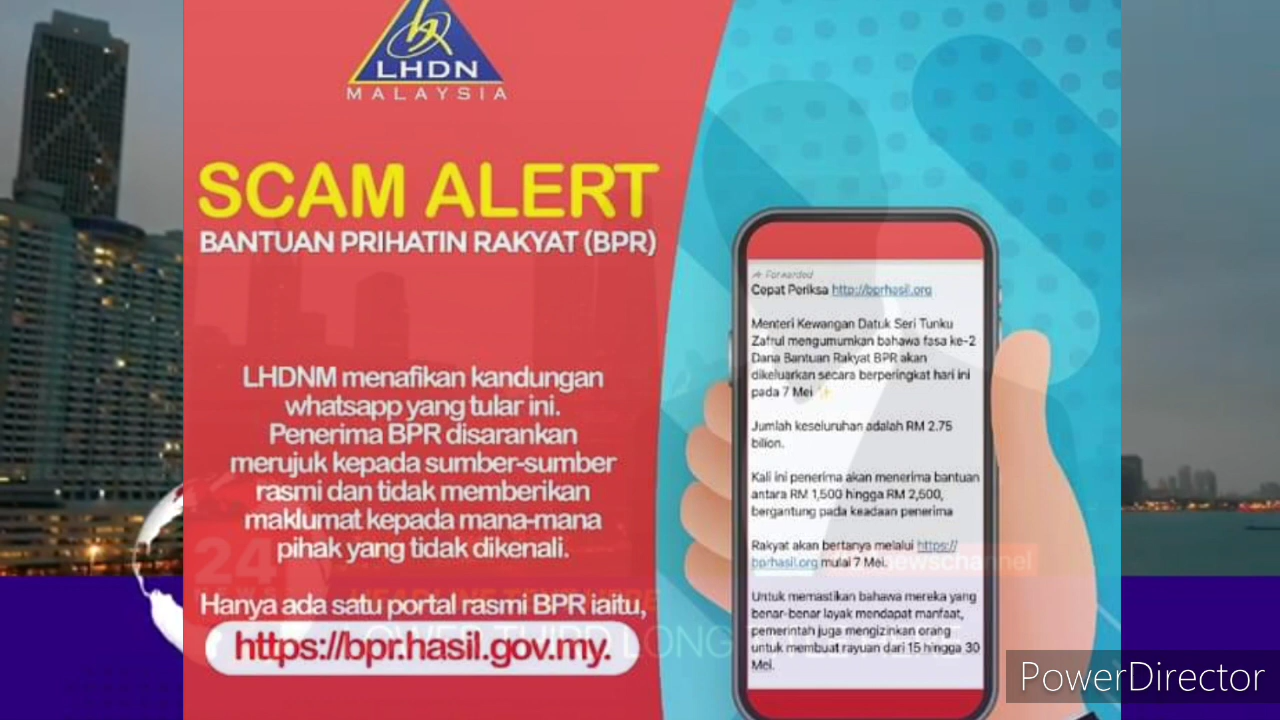 LHDN
MALAYSIA
SCAM ALERT
BANTUAN PRIHATIN RAKYAT (BPR)
LHDNM menafikan kandungan
whatsapp yang tular ini.
Penerima BPR disarankan
merujuk kepada sumber-sumber
rasmi dan tidak memberikan
maklumat kepada mana-mana
pihak yang tidak dikenali.
Hanya ada satu portal rasmi BPR iaitu,
https://bpr.hasil.gov.my.
Forwarded
Cepat Periksa http://bprhasil.org
Menteri Kewangan Datuk Seri Tunku
Zafrul mengumumkan bahawa fasa ke-2
Dana Bantuan Rakyat BPR akan
dikeluarkan secara berperingkat hari ini
pada 7 Mei ✨
Jumlah keseluruhan adalah RM 2.75
bilion.
Kali ini penerima akan menerima bantuan
antara RM 1,500 hingga RM 2,500,
bergantung pada keadaan penerima
Rakyat akan bertanya melalui https://
bprhasil.org mulai 7 Mei.
Untuk memastikan bahawa mereka yang
benar-benar layak mendapat manfaat,
pemerintah juga mengizinkan orang
untuk membuat rayuan dari 15 hingga 30
Mei.
24
newschannel
PowerDirector